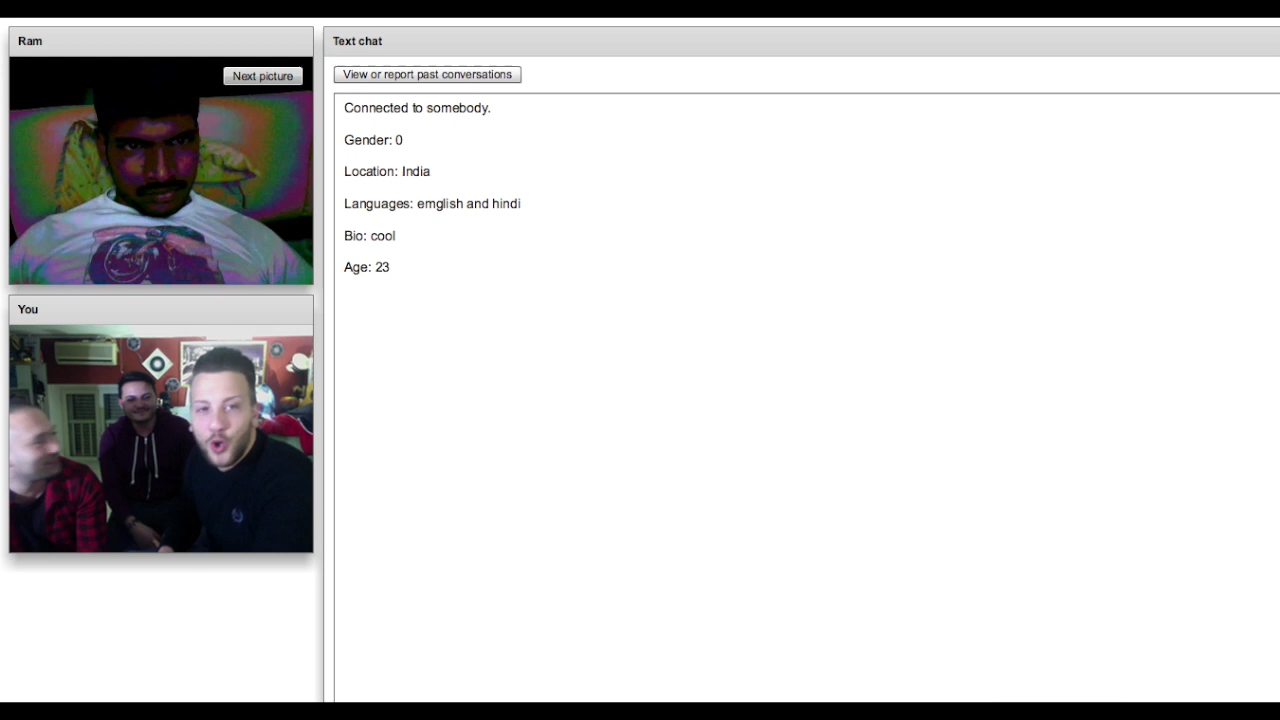 Ram
Next picture
You
Text chat
View or report past conversations
Connected to somebody.
Gender: 0
Location: India
Languages: emglish and hindi
Bio: cool
Age: 23